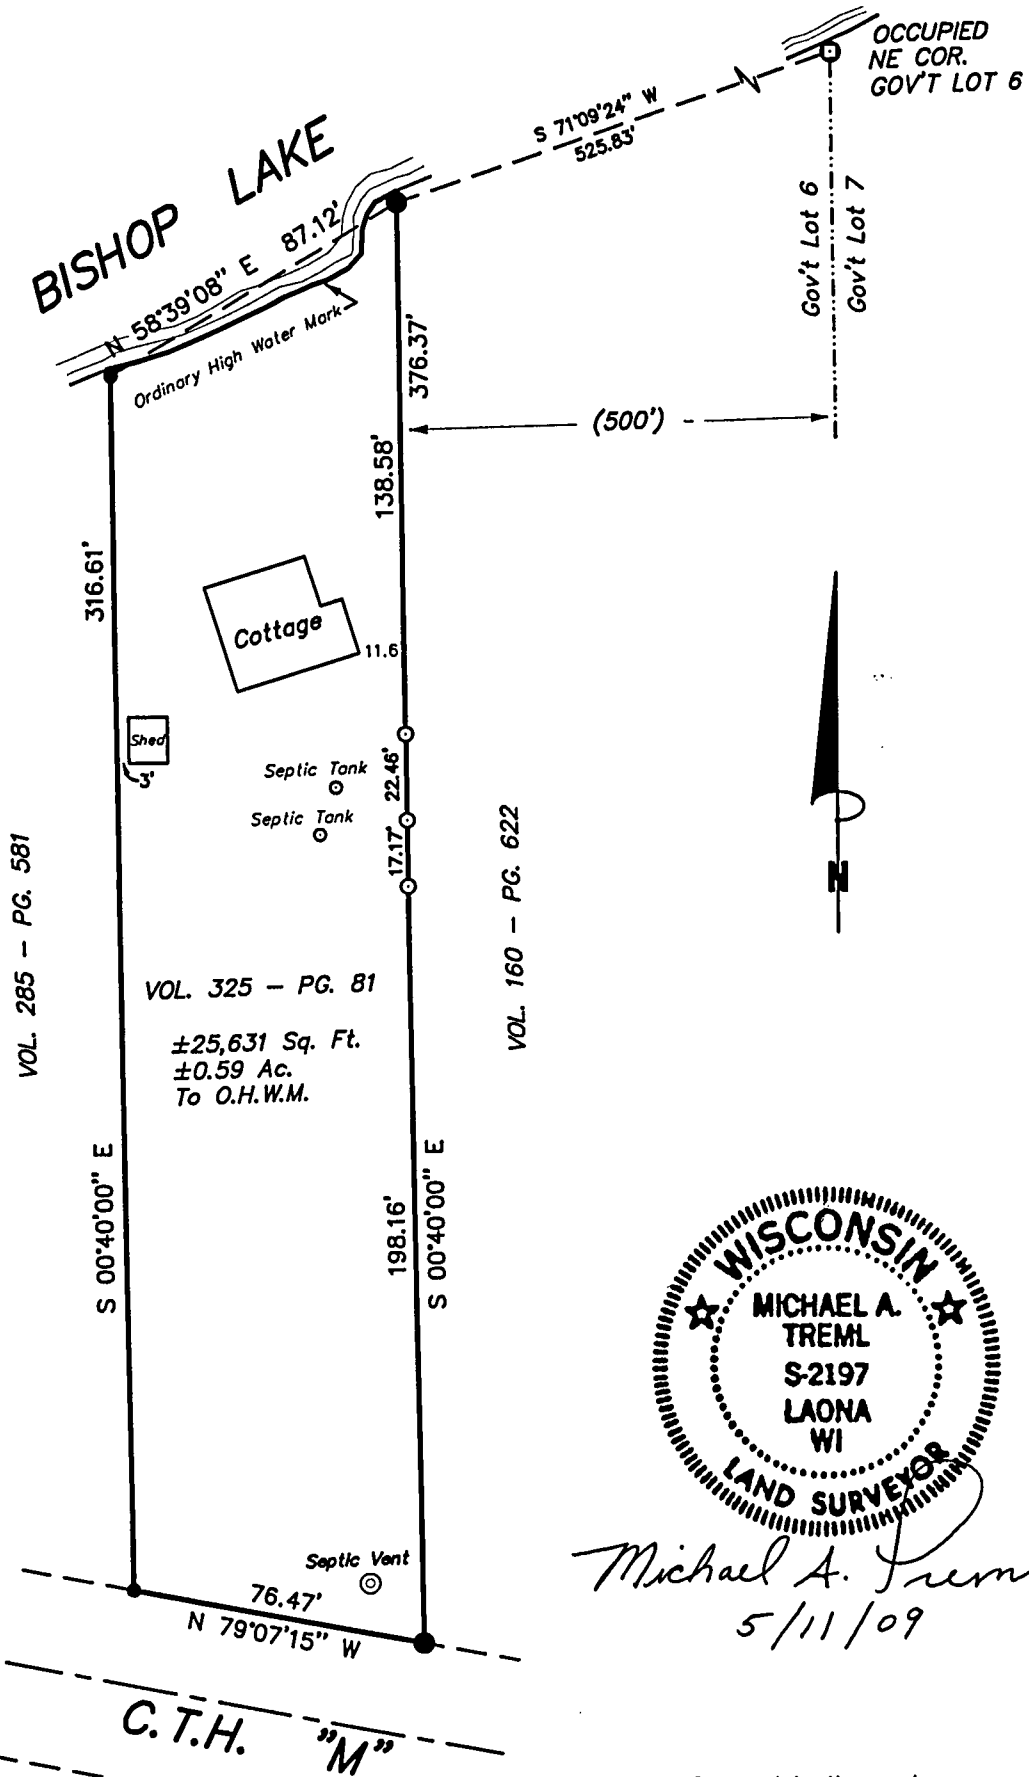 OCCUPIED
NE COR.
GOV'T LOT 6
S 71°09'24" W
525.83'
BISHOP LAKE
N 58°39'08" E 87.12'
Ordinary High Water Mark
Gov't Lot 6
Gov't Lot 7
376.37'
(500')
138.58'
316.61'
Cottage
11.6
Shed
3'
Septic Tank
22.46'
Septic Tank
17.17'
VOL. 285 – PG. 581
VOL. 160 – PG. 622
N
VOL. 325 – PG. 81
±25,631 Sq. Ft.
±0.59 Ac.
To O.H.W.M.
S 00°40'00" E
198.16'
S 00°40'00" E
WISCONSIN
MICHAEL A.
TREML
S-2197
LAONA
WI
LAND SURVEYOR
Michael A. Trem
5/11/09
Septic Vent
76.47'
N 79°07'15" W
C.T.H. "M"